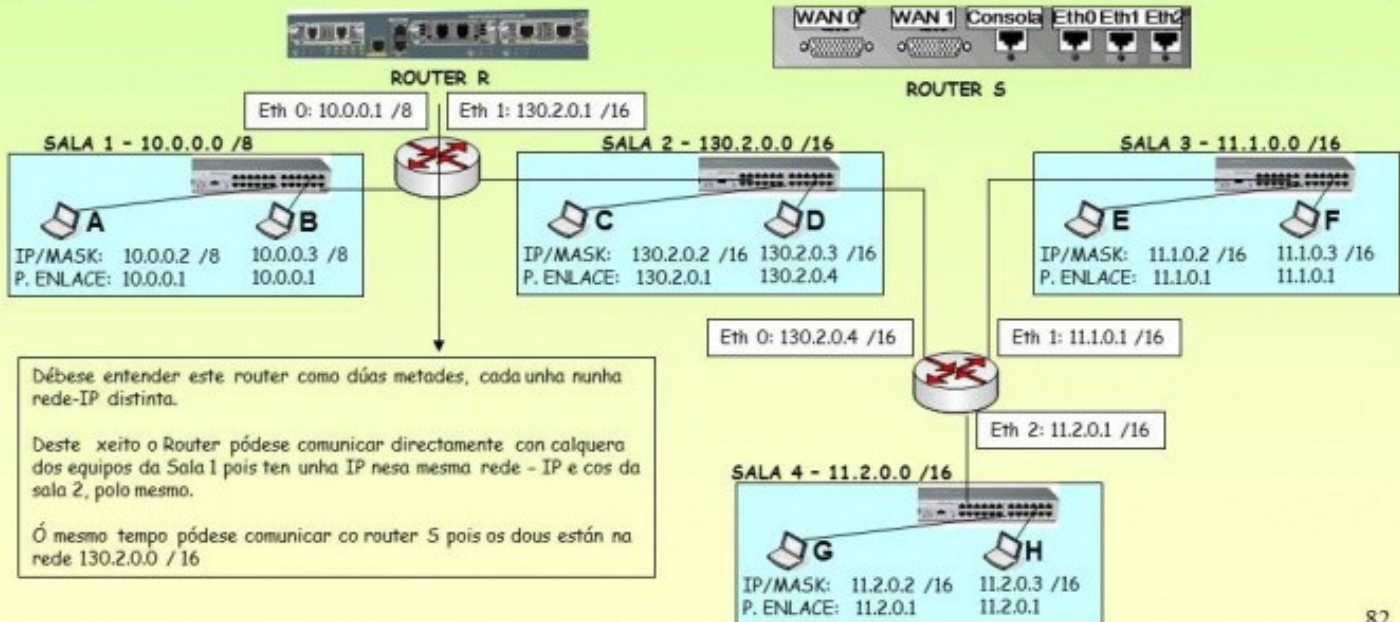 WAN 0 WAN 1 Consola Eth0 Eth1 Eth2
ROUTER R
ROUTER S
Eth 0: 10.0.0.1 /8
Eth 1: 130.2.0.1 /16
SALA 1 - 10.0.0.0 /8
A
B
IP/MASK: 10.0.0.2 /8 10.0.0.3 /8
P. ENLACE: 10.0.0.1 10.0.0.1
SALA 2 - 130.2.0.0 /16
C
D
IP/MASK: 130.2.0.2 /16 130.2.0.3 /16
P. ENLACE: 130.2.0.1 130.2.0.4
SALA 3 - 11.1.0.0 /16
E
F
IP/MASK: 11.1.0.2 /16 11.1.0.3 /16
P. ENLACE: 11.1.0.1 11.1.0.1
Eth 0: 130.2.0.4 /16
Eth 1: 11.1.0.1 /16
Eth 2: 11.2.0.1 /16
Débese entender este router como dúas metades, cada unha nunha
rede-IP distinta.
Deste xeito o Router pódese comunicar directamente con calquera
dos equipos da Sala 1 pois ten unha IP nesa mesma rede - IP e cos da
sala 2, polo mesmo.
Ó mesmo tempo pódese comunicar co router S pois os dous están na
rede 130.2.0.0 / 16
SALA 4 - 11.2.0.0 /16
G
H
IP/MASK: 11.2.0.2 /16 11.2.0.3 /16
P. ENLACE: 11.2.0.1 11.2.0.1
82